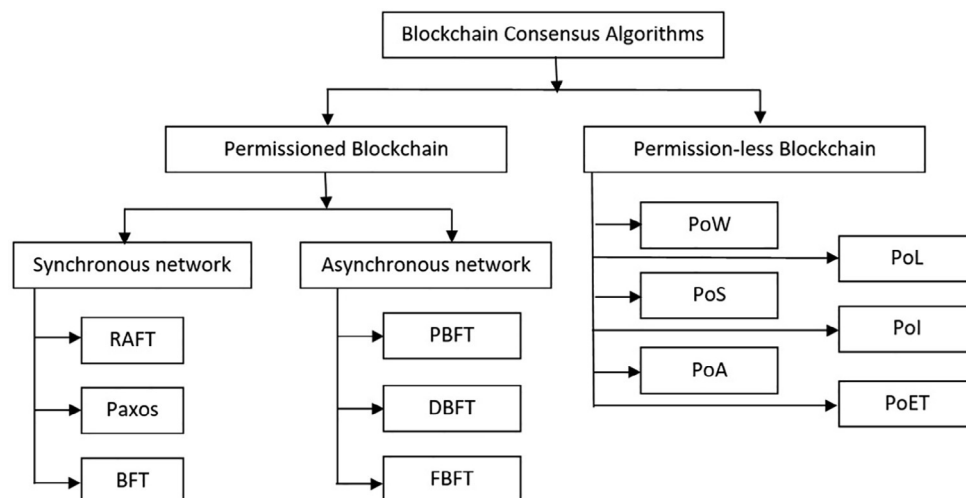 Blockchain Consensus Algorithms
Permissioned Blockchain
Permission-less Blockchain
Synchronous network
Asynchronous network
RAFT
Paxos
BFT
PBFT
DBFT
FBFT
PoW
PoL
PoS
PoI
PoA
PoET